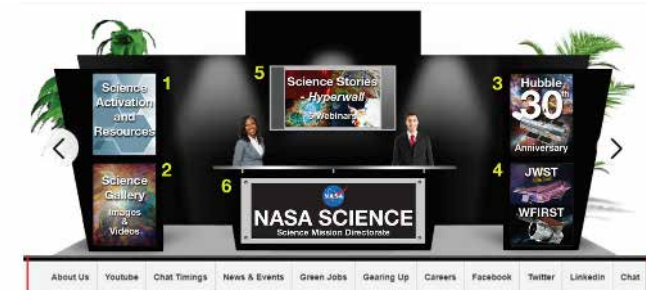 1
Science
Activation
and
Resources
2
Science
Gallery
Images
&
Videos
5
Science Stories
- Hyperwall
& Webinars
3
Hubble
30th
Anniversary
4
JWST
WFIRST
6
NASA
NASA SCIENCE
Science Mission Directorate
About Us Youtube Chat Timings News & Events Green Jobs Gearing Up Careers Facebook Twitter Linkedin Chat